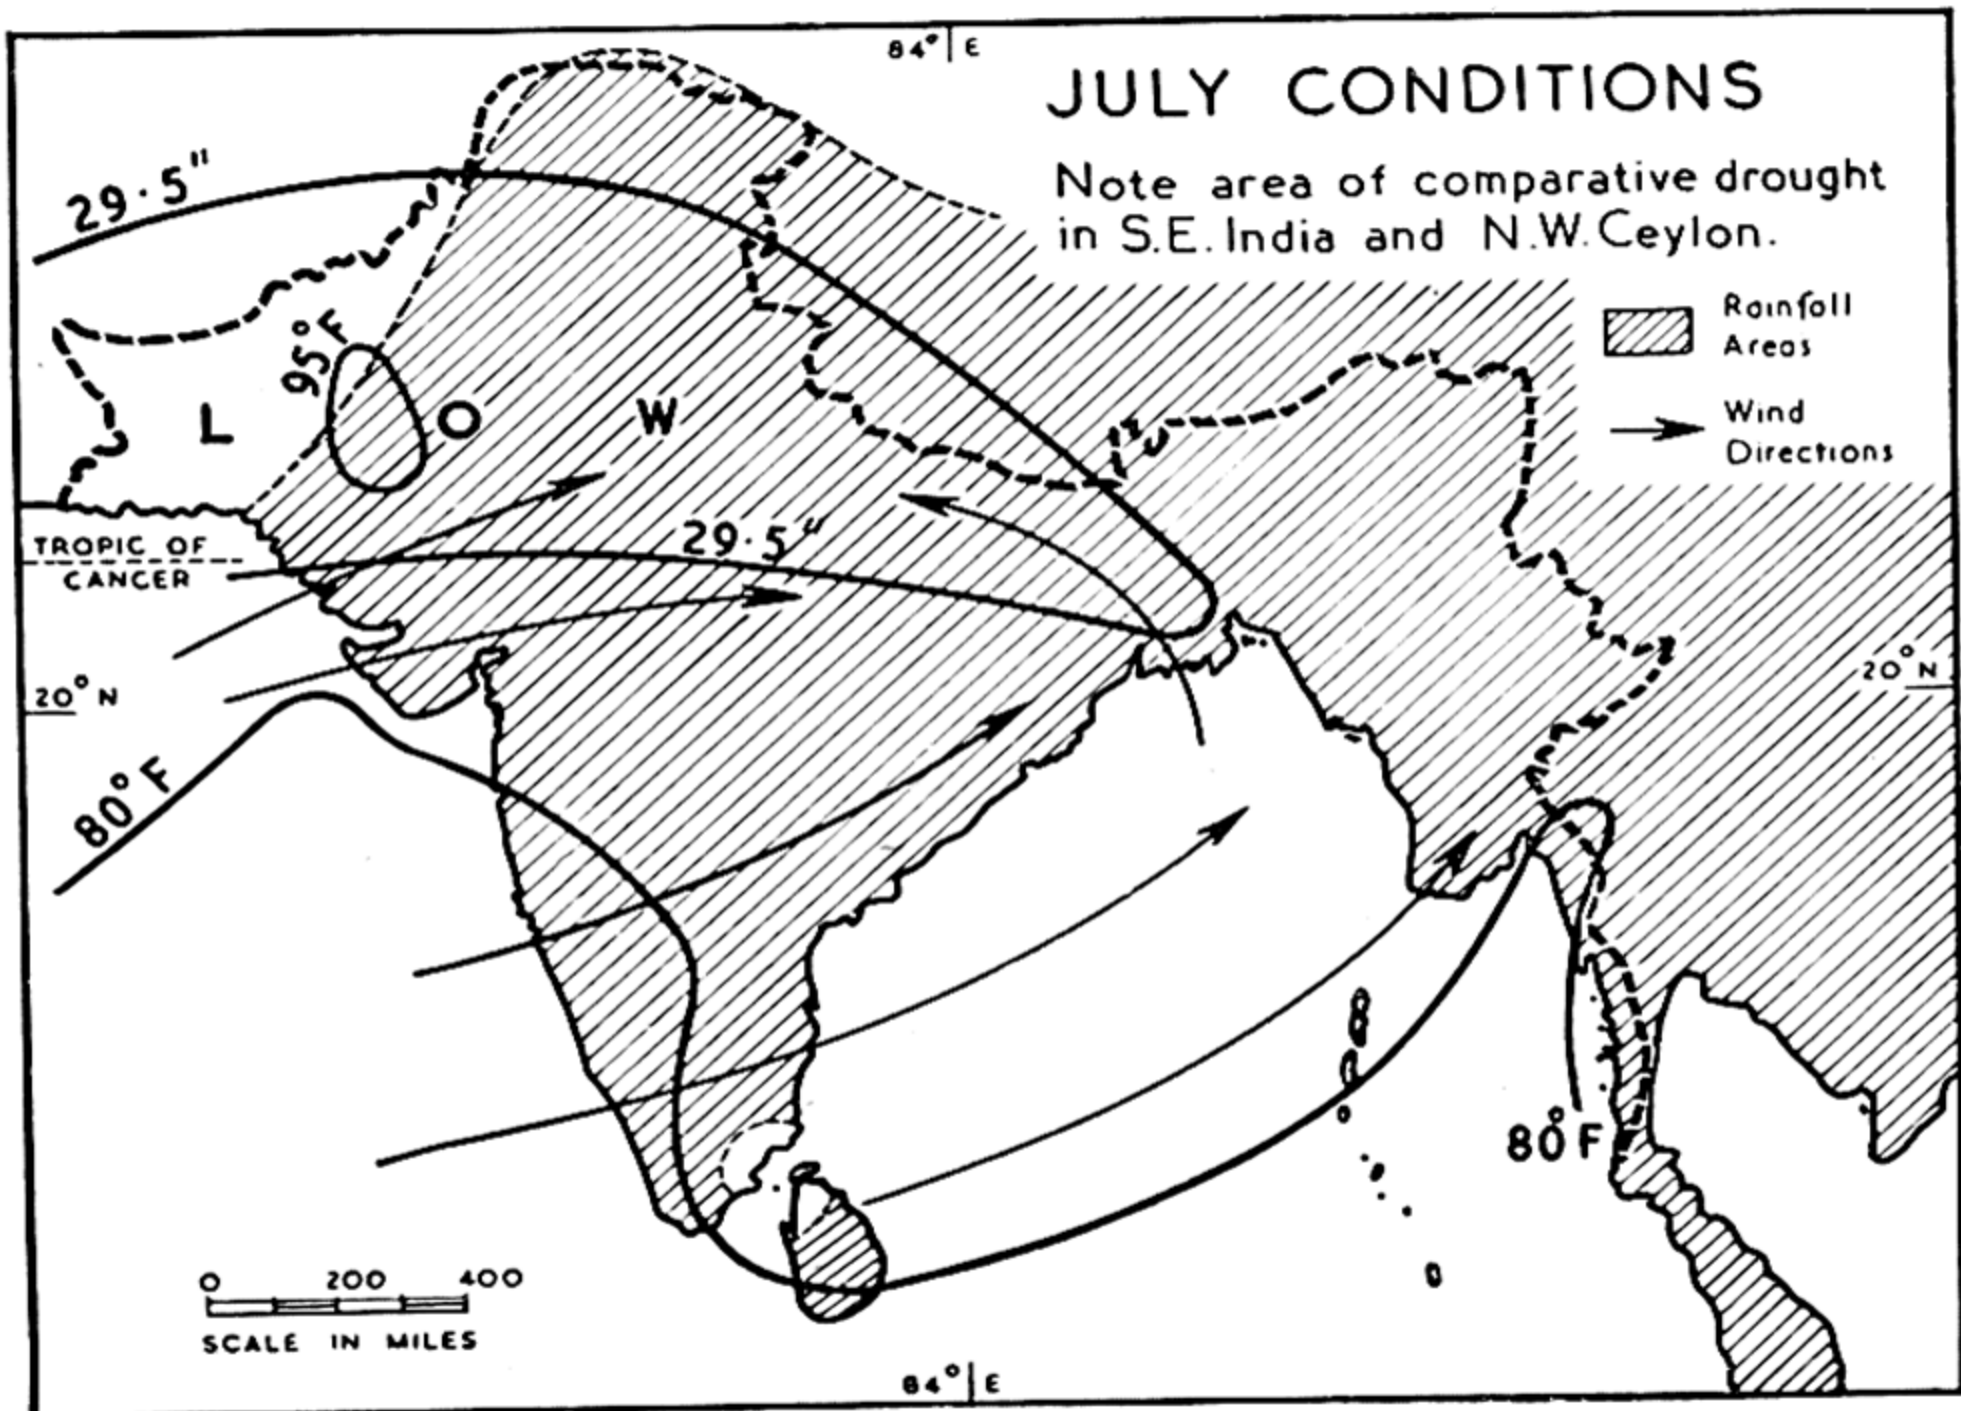 84° E
JULY CONDITIONS
Note area of comparative drought
in S.E. India and N.W. Ceylon.
29·5"
Rainfall
Areas
95°F
L O W
Wind
Directions
29·5"
TROPIC OF
CANCER
20° N
20° N
80°F
80°F
0 200 400
SCALE IN MILES
84° E